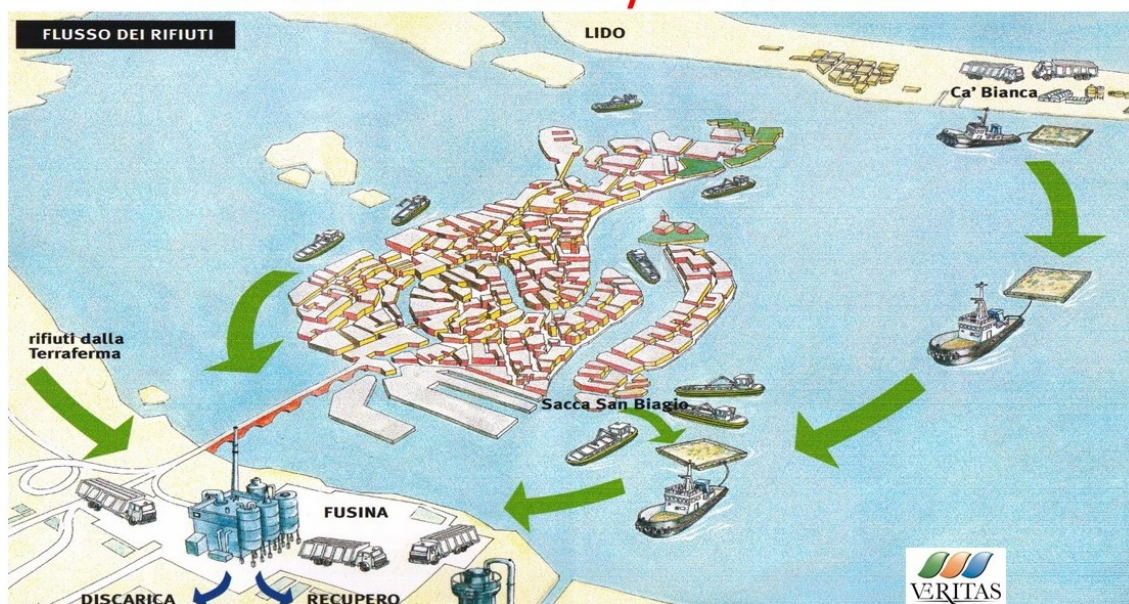 FLUSSO DEI RIFIUTI
LIDO
Ca' Bianca
rifiuti dalla
Terraferma
Sacca San Biagio
FUSINA
DISCARICA
RECUPERO
VERITAS